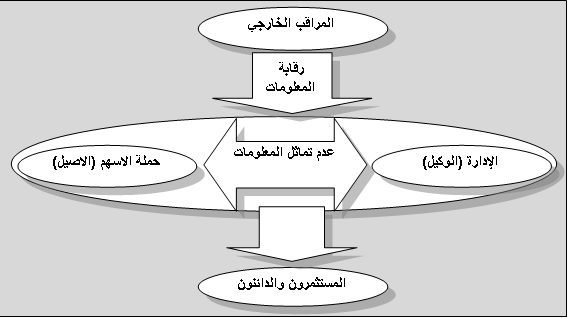 المراقب الخارجي
رقابة
المعلومات
الإدارة (الوكيل)
عدم تماثل المعلومات
حملة الاسهم (الاصيل)
المستثمرون والدائنون